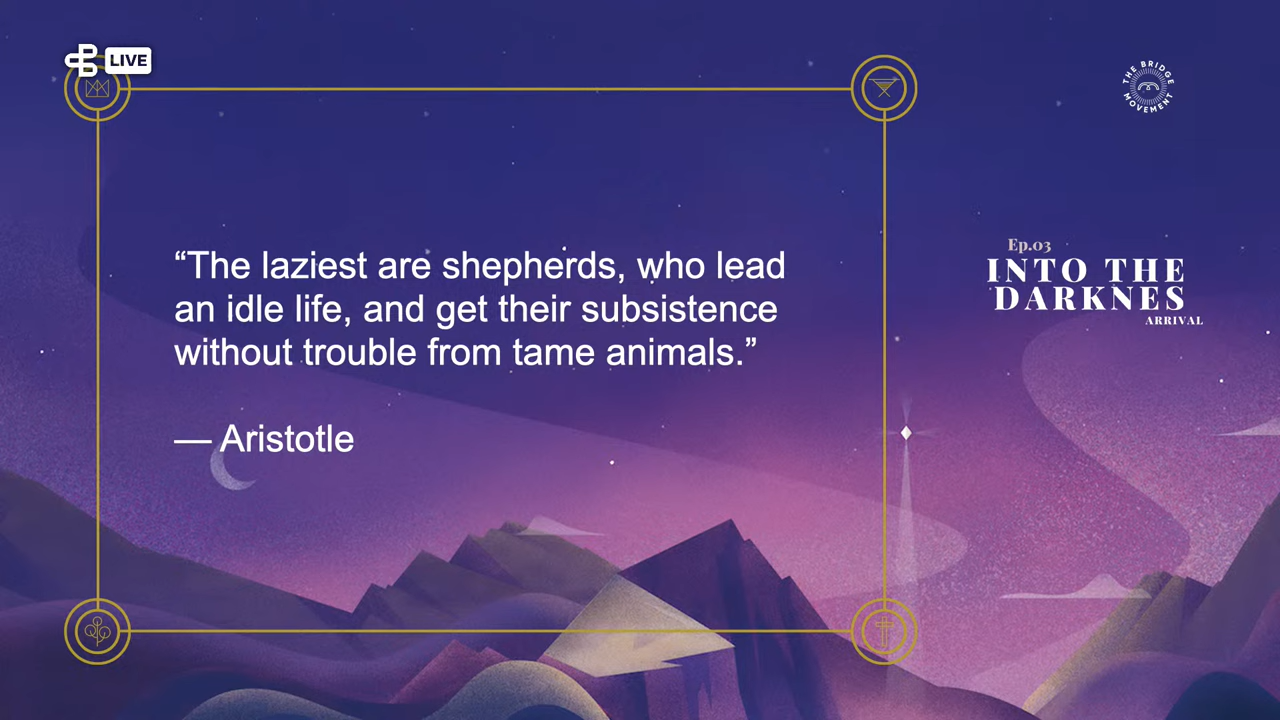 LIVE
THE BRIDGE
MOVEMENT
“The laziest are shepherds, who lead
an idle life, and get their subsistence
without trouble from tame animals.”
— Aristotle
Ep.03
INTO THE
DARKNES
ARRIVAL